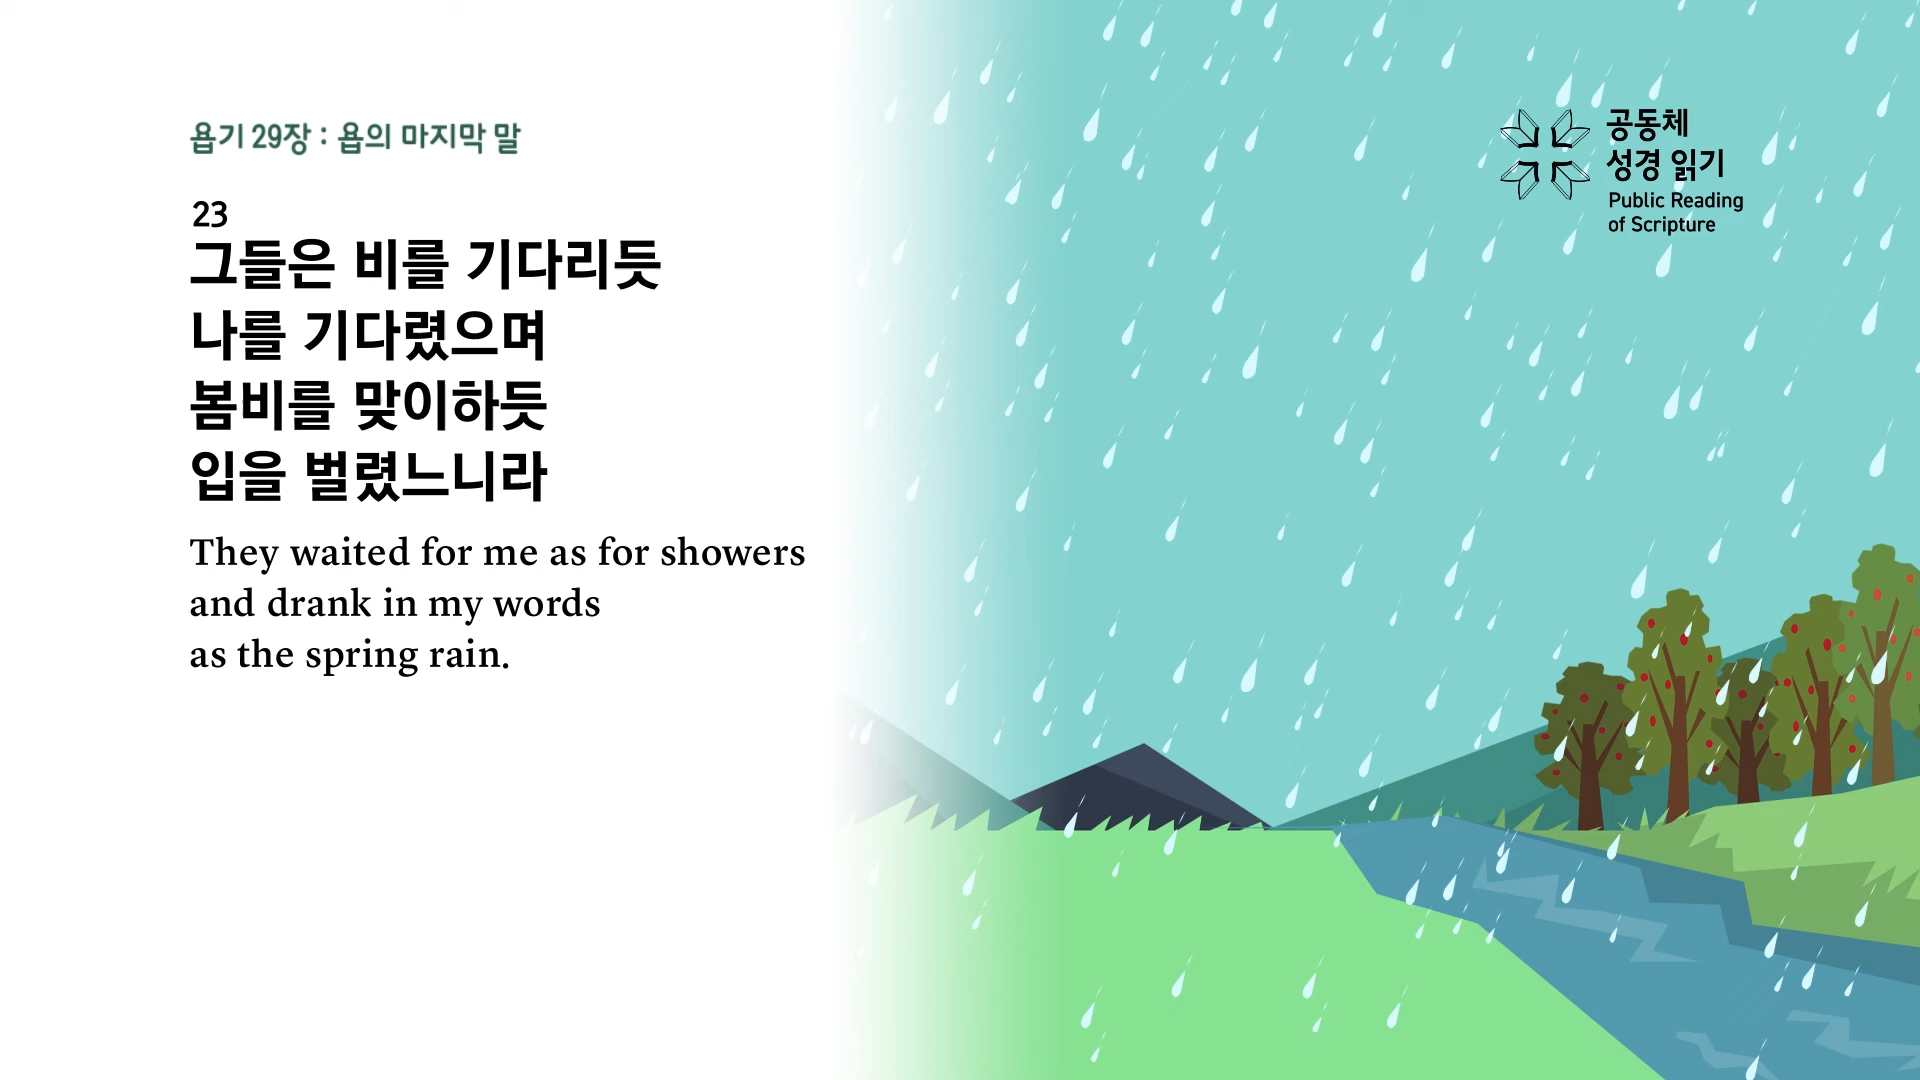 욥기 29장 : 욥의 마지막 말
23
그들은 비를 기다리듯
나를 기다렸으며
봄비를 맞이하듯
입을 벌렸느니라
They waited for me as for showers
and drank in my words
as the spring rain.
공동체
성경 읽기
Public Reading
of Scripture